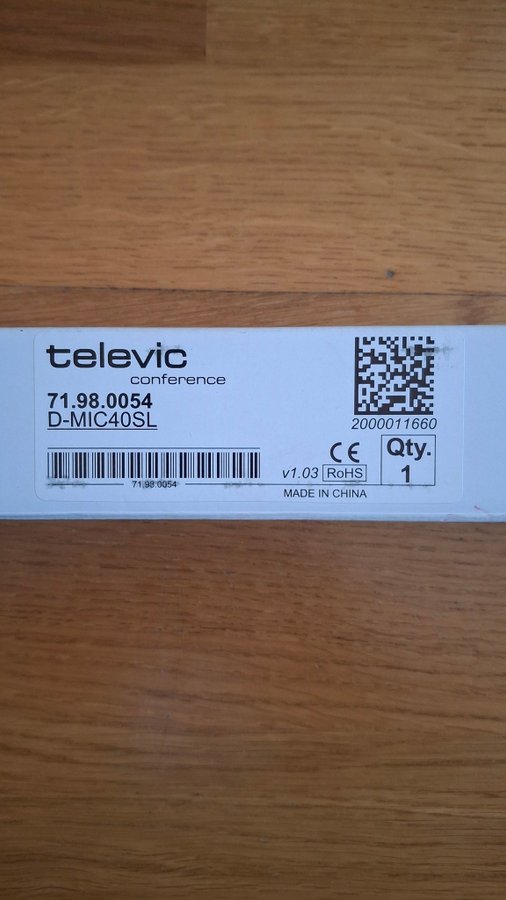 televic
conference
71.98.0054
D-MIC40SL
71.98.0054
2000011660
CE
v1.03 RoHS
MADE IN CHINA
Qty.
1